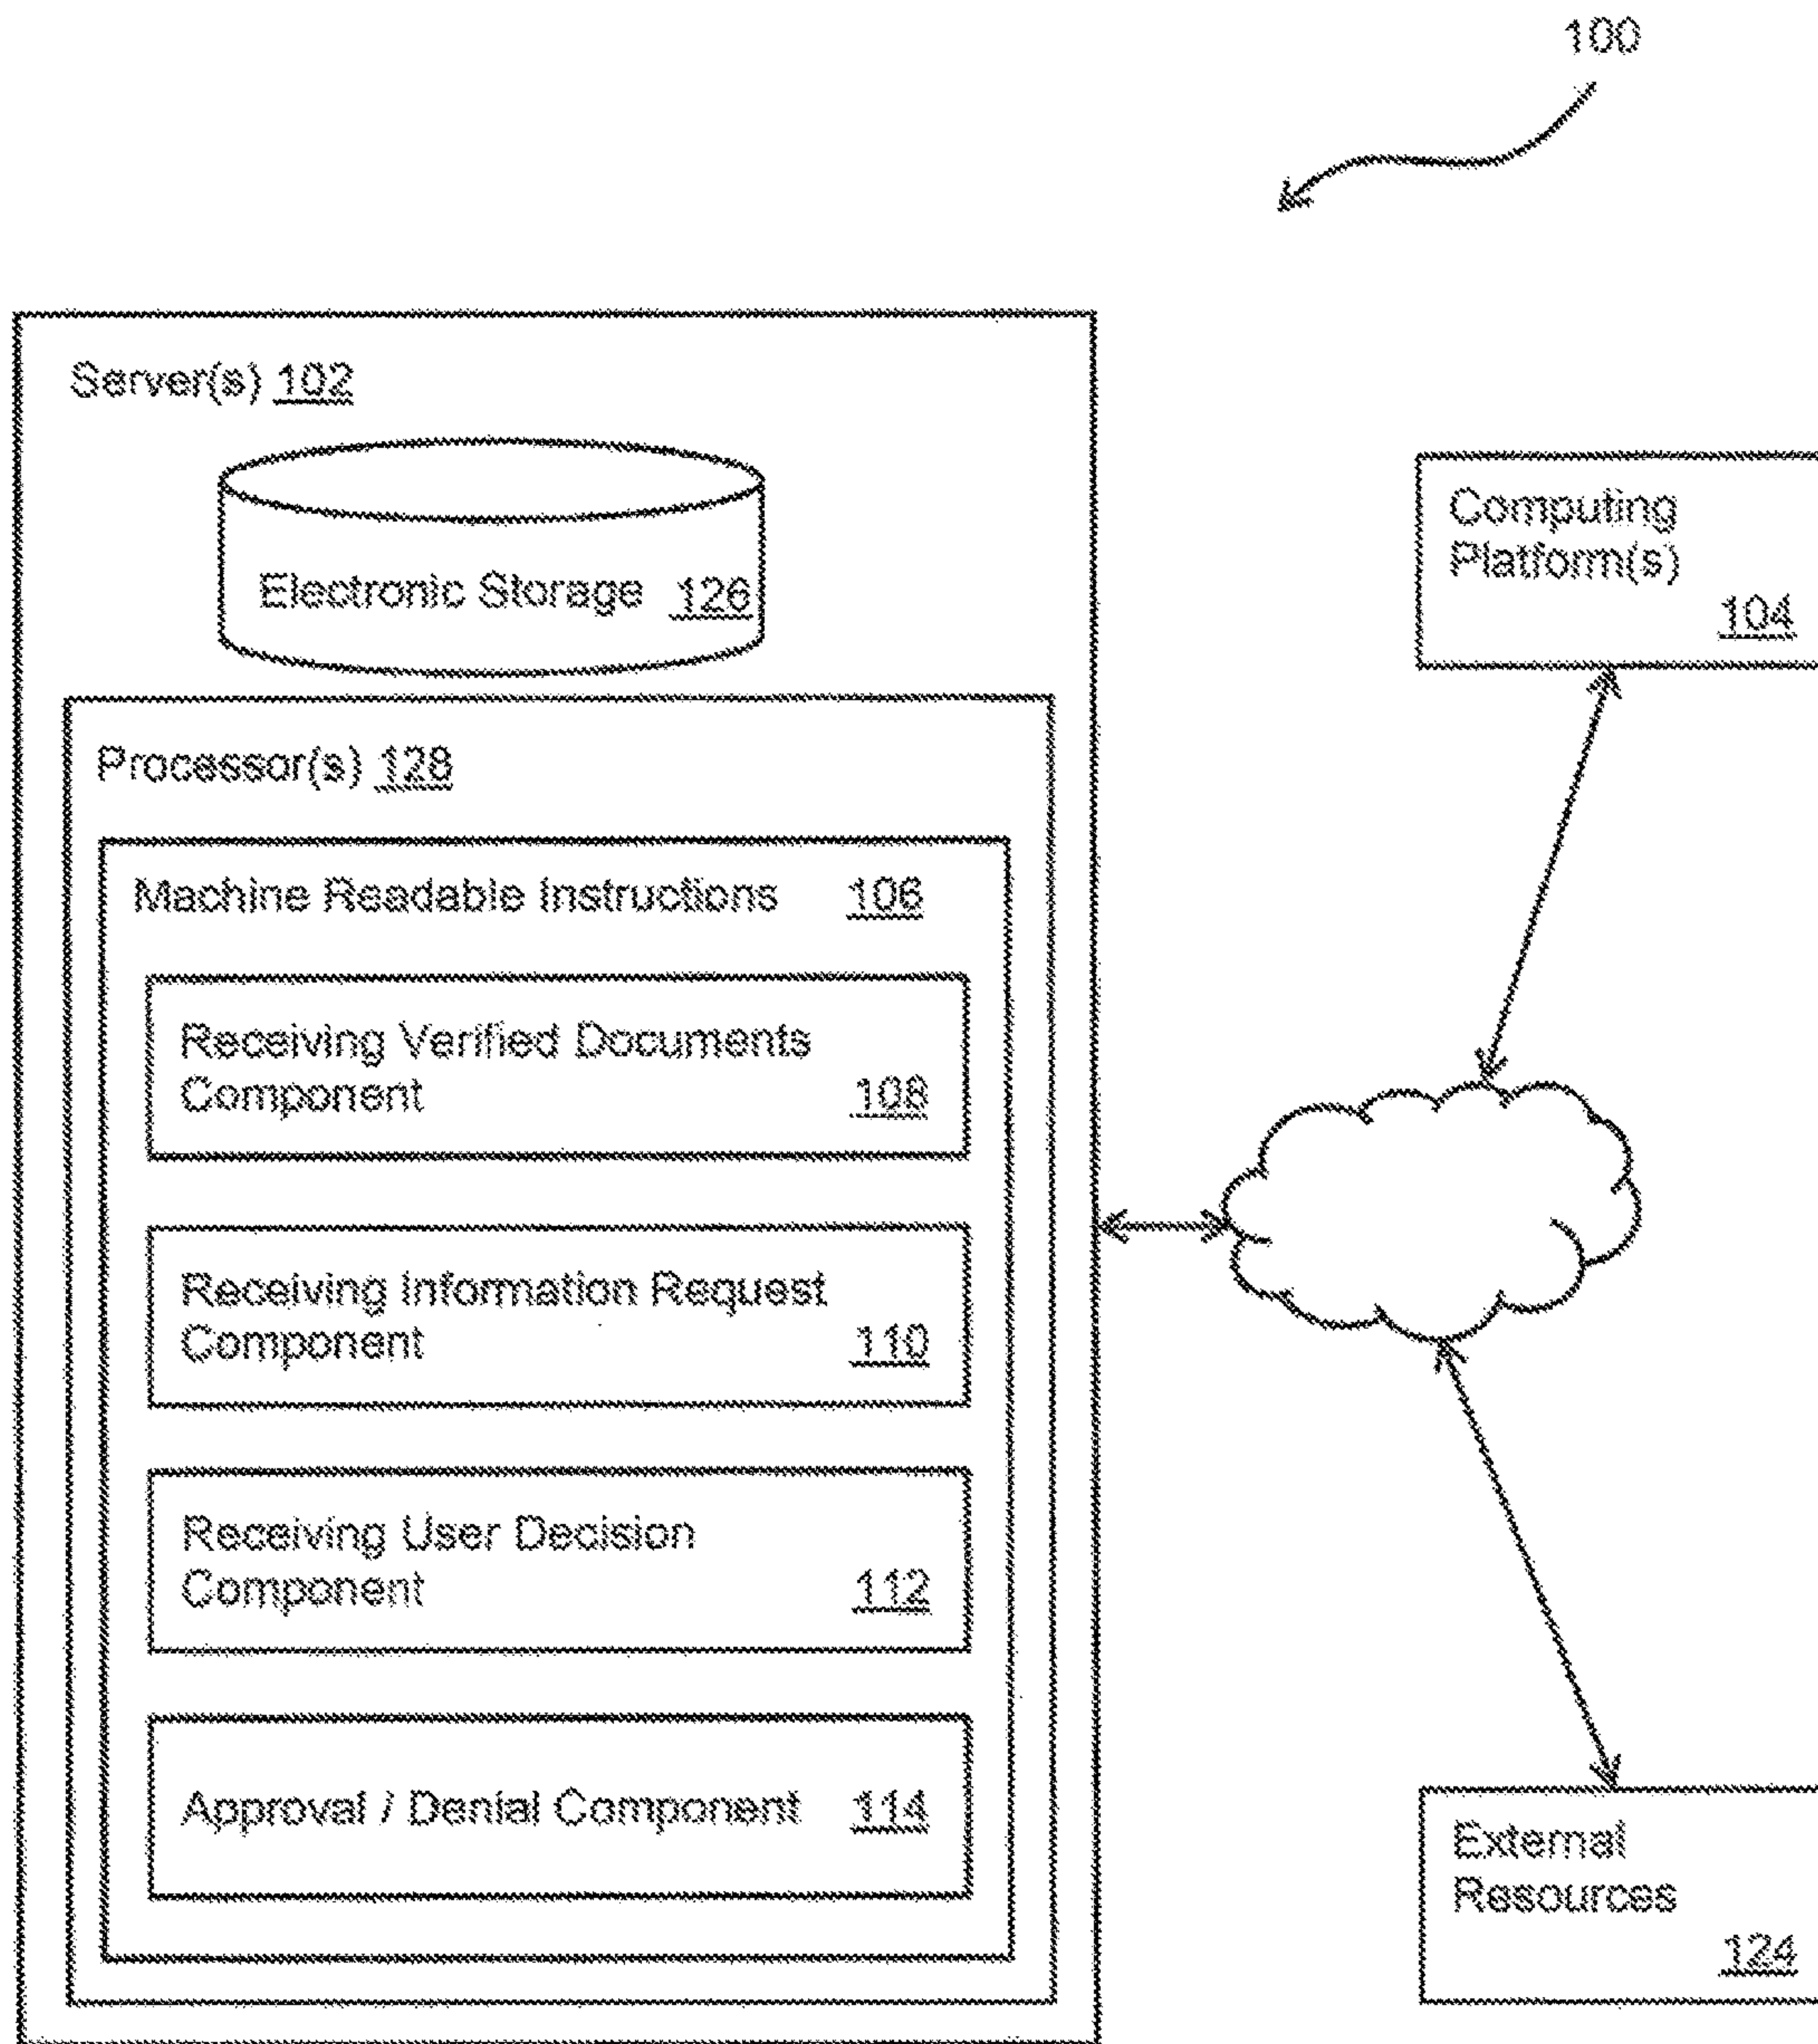 100
Server(s) 102
Electronic Storage 126
Processor(s) 128
Machine Readable Instructions 106
Receiving Verified Documents
Component 108
Receiving Information Request
Component 110
Receiving User Decision
Component 112
Approval / Denial Component 114
Computing
Platform(s)
104
External
Resources
124